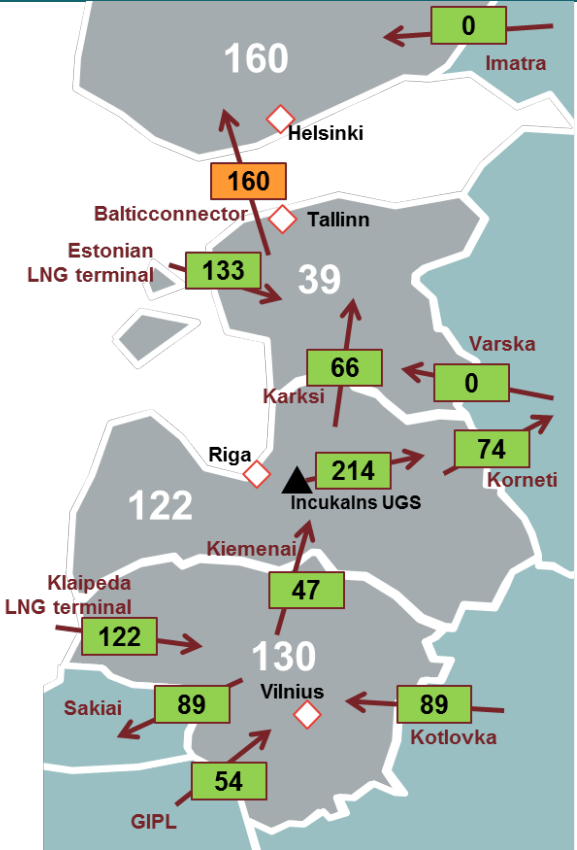 0
Imatra
160
Helsinki
160
Balticconnector
Tallinn
Estonian
LNG terminal
133
39
Varska
66
0
Karksi
74
Korneti
Riga
214
Incukalns UGS
122
Kiemenai
47
Klaipeda
LNG terminal
122
130
Vilnius
Sakiai
89
89
Kotlovka
54
GIPL